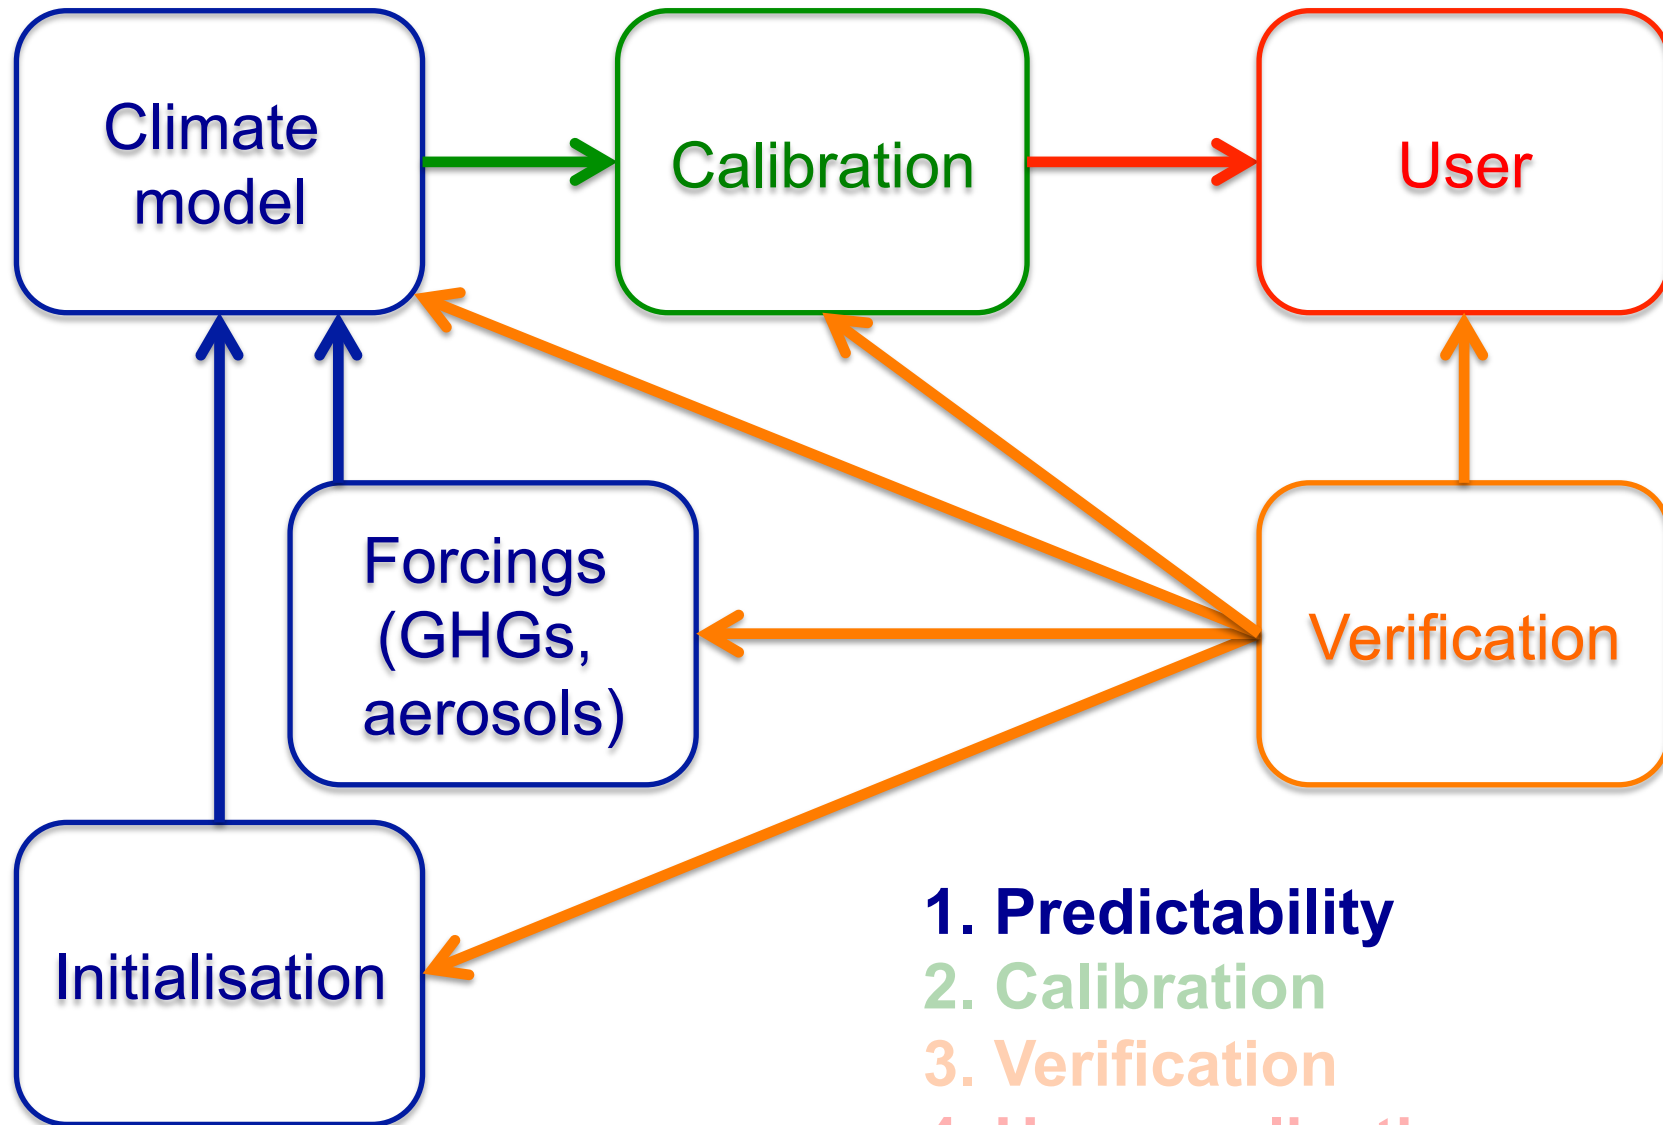 Climate
model
Calibration
User
Forcings
(GHGs,
aerosols)
Verification
Initialisation
1. Predictability
2. Calibration
3. Verification